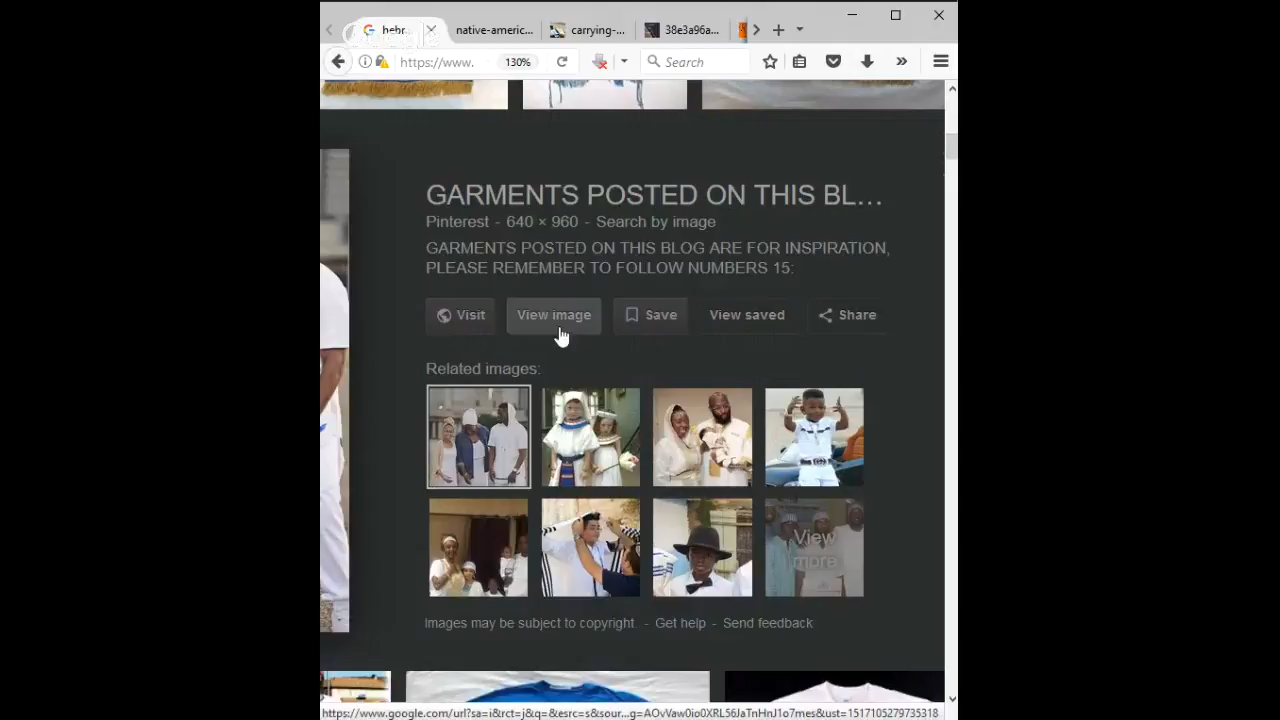 hebr
native-americ...
carrying-...
38e3a96a...
https://www.
130%
Search
GARMENTS POSTED ON THIS BL...
Pinterest - 640 × 960 - Search by image
GARMENTS POSTED ON THIS BLOG ARE FOR INSPIRATION,
PLEASE REMEMBER TO FOLLOW NUMBERS 15:
Visit
View image
Save
View saved
Share
Related images:
View
more
Images may be subject to copyright. - Get help - Send feedback
https://www.google.com/url?sa=i&rct=j&q=&esrc=s&sour...g=AOvVaw0io0XRL56JaTnHnJ1o7mes&ust=1517105279735318